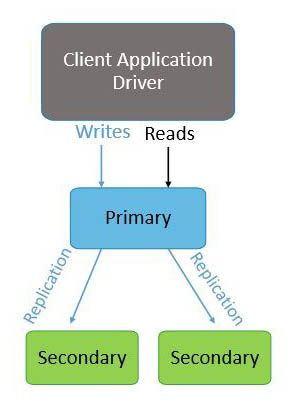 Client Application
Driver
Writes
Reads
Primary
Replication
Replication
Secondary
Secondary